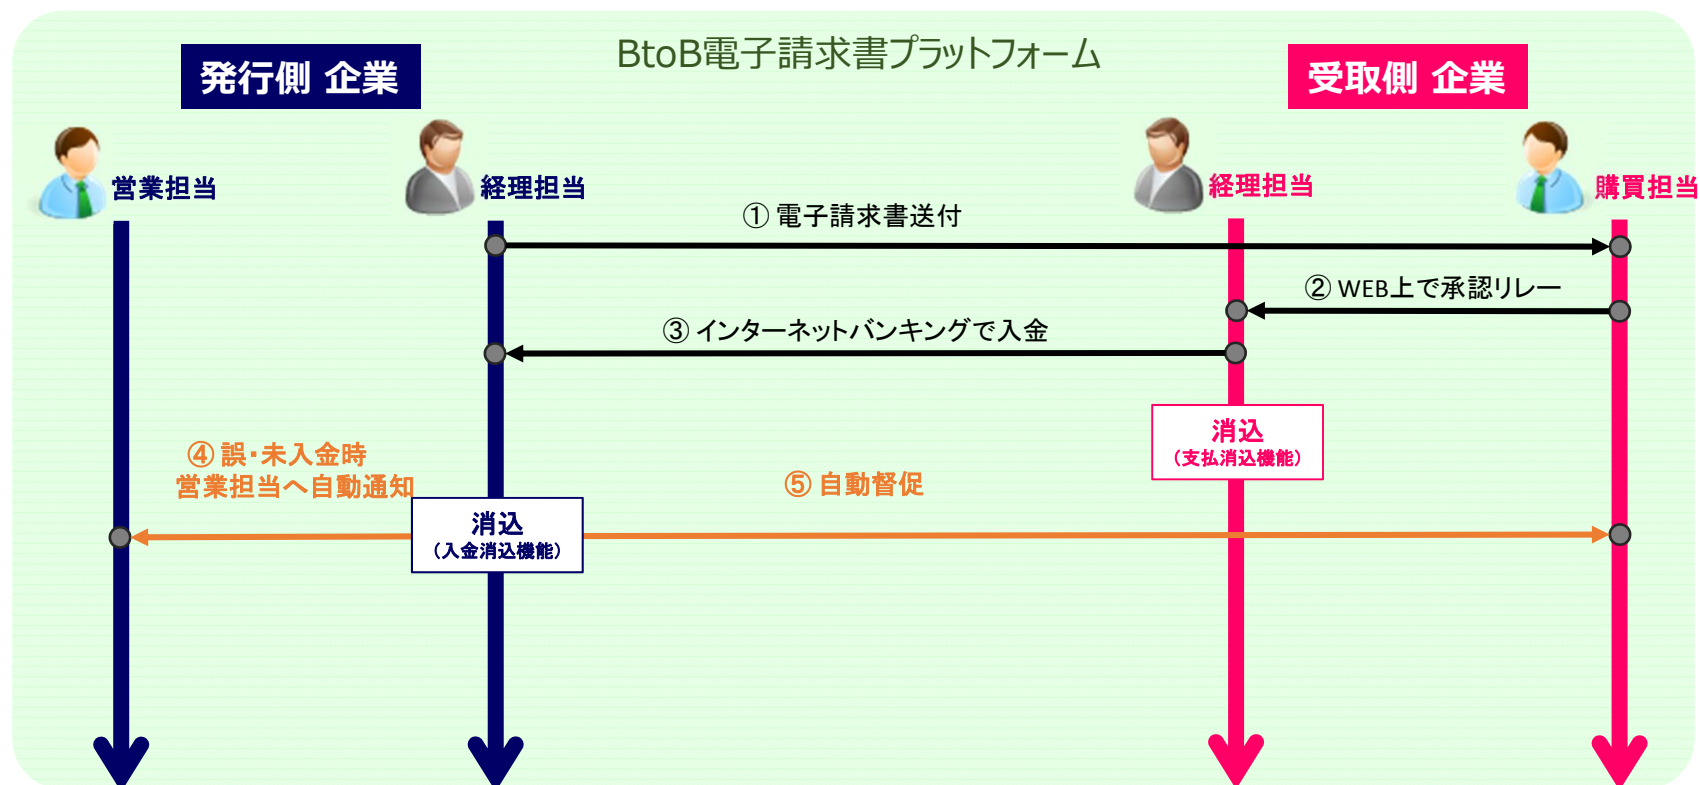 BtoB電子請求書プラットフォーム
発行側 企業
受取側 企業
営業担当
経理担当
経理担当
購買担当
① 電子請求書送付
② WEB上で承認リレー
③ インターネットバンキングで入金
消込
（支払消込機能）
④ 誤・未入金時
営業担当へ自動通知
⑤ 自動督促
消込
（入金消込機能）